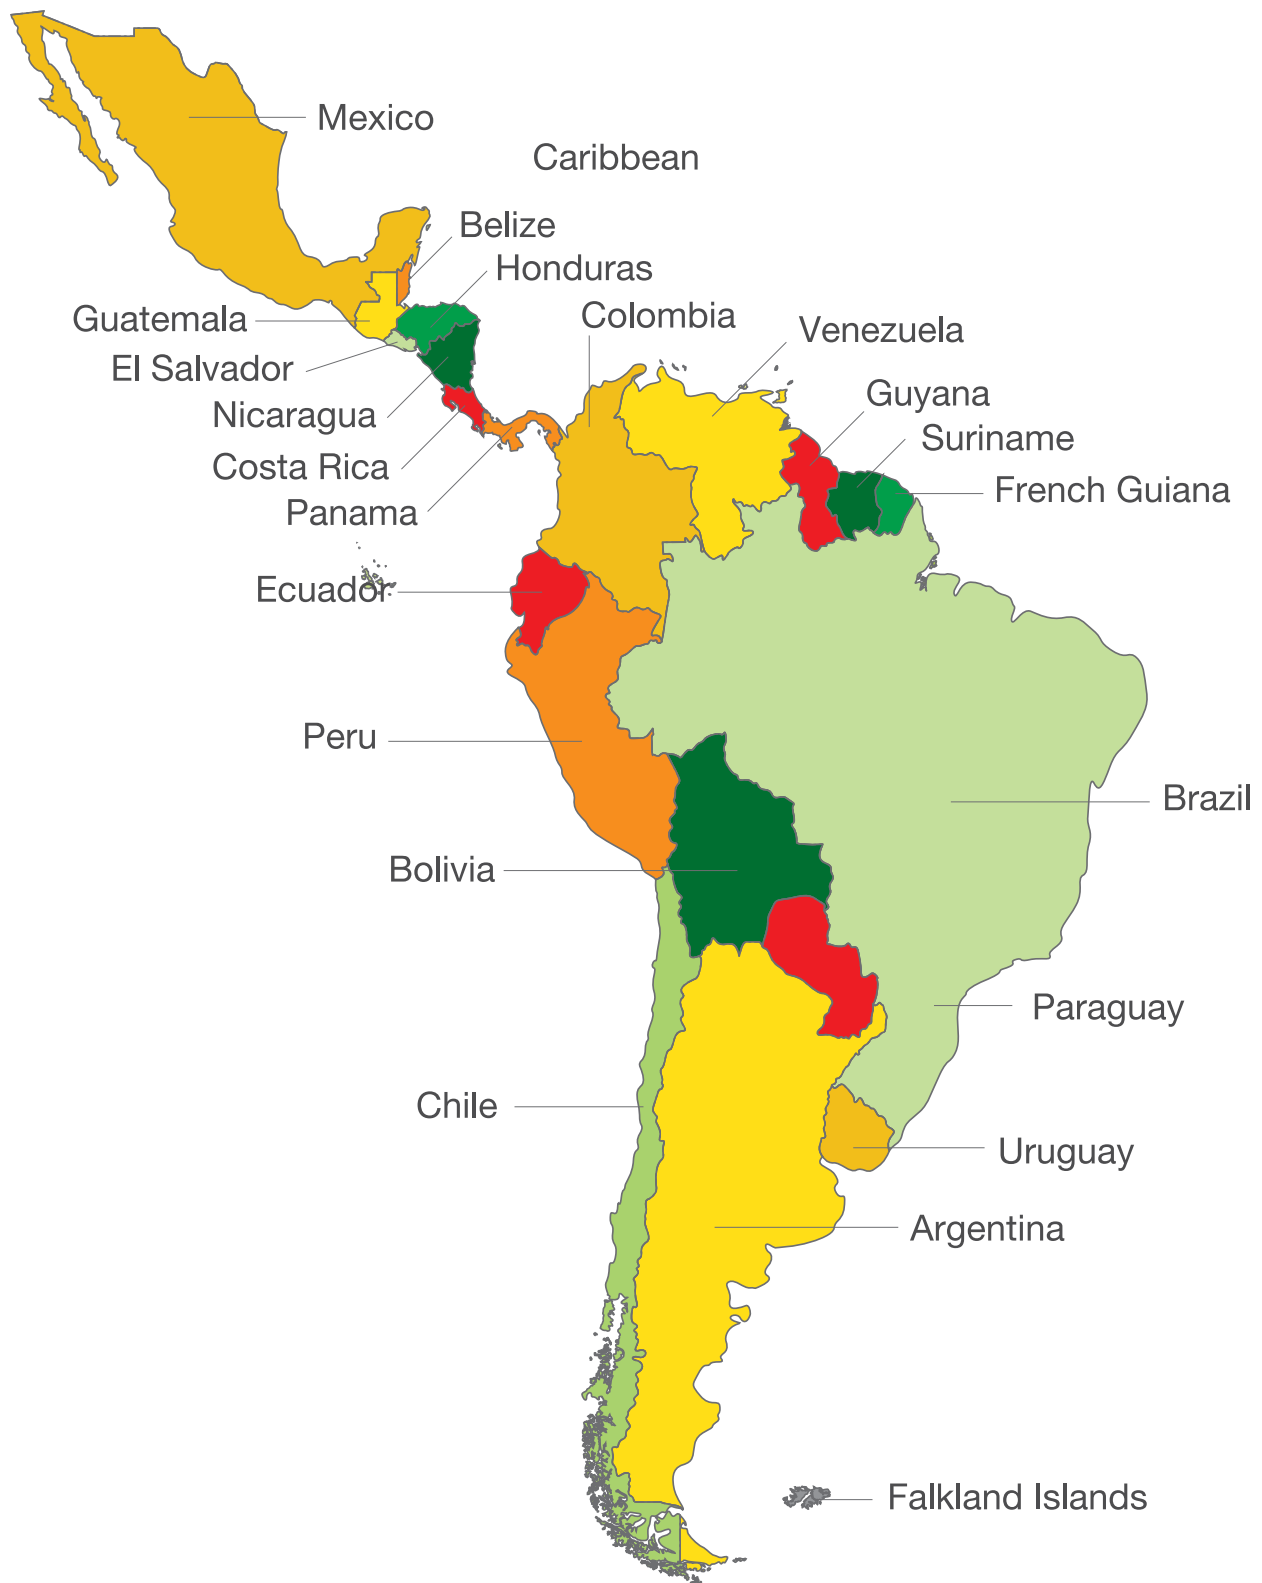 Mexico
Caribbean
Belize
Honduras
Colombia
Guatemala
Venezuela
El Salvador
Guyana
Nicaragua
Suriname
Costa Rica
French Guiana
Panama
Ecuador
Peru
Brazil
Bolivia
Paraguay
Chile
Uruguay
Argentina
Falkland Islands